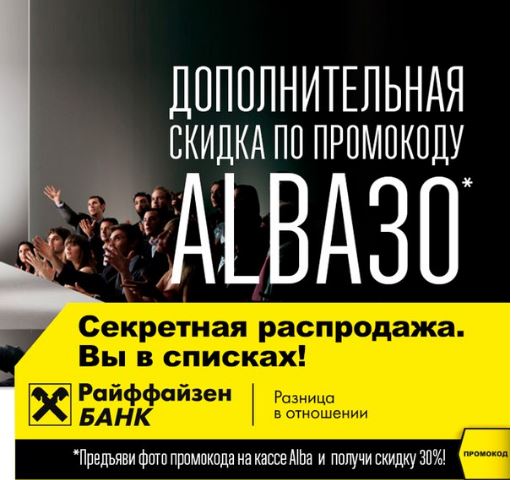 ДОПОЛНИТЕЛЬНАЯ
СКИДКА ПО ПРОМОКОДУ
ALBA30*
Секретная распродажа.
Вы в списках!
Райффайзен
БАНК
Разница
в отношении
*Предъяви фото промокода на кассе Alba и получи скидку 30%!
ПРОМОКОД